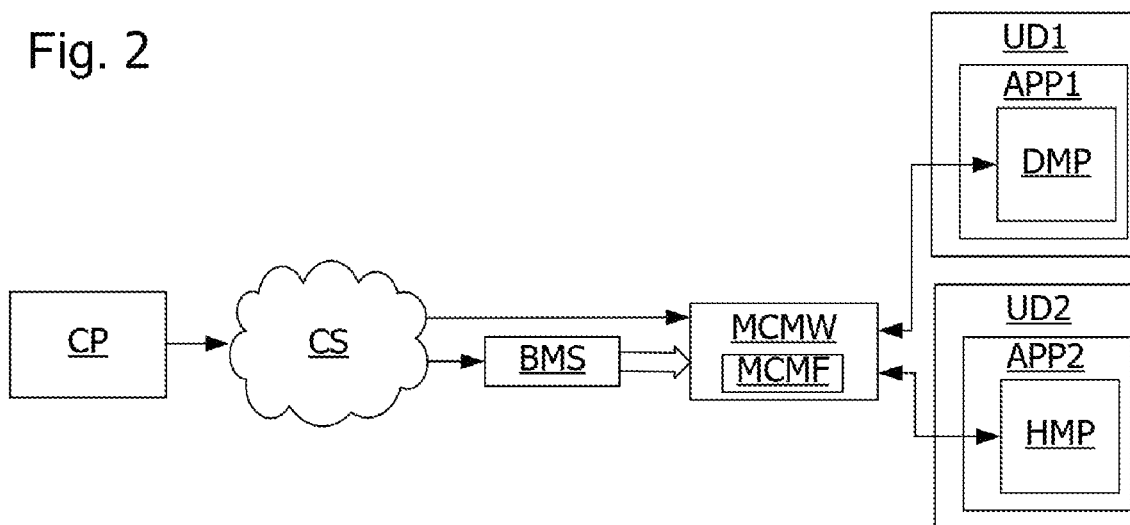 Fig. 2
UD1
APP1
DMP
CP
CS
BMS
MCMW
MCMF
UD2
APP2
HMP